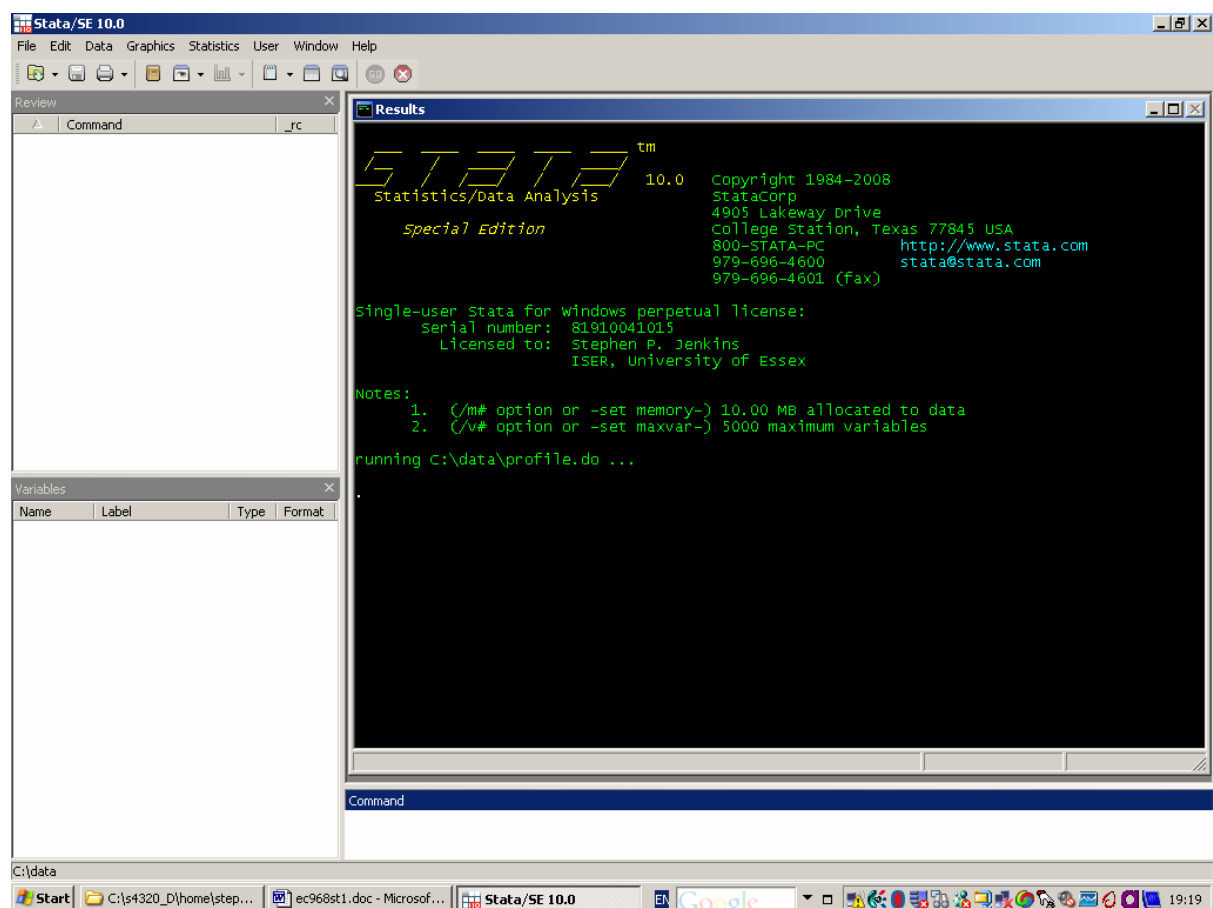 Stata/SE 10.0
File Edit Data Graphics Statistics User Window Help
Review
Command _rc
Variables
Name Label Type Format
Results
STATA tm
10.0 Copyright 1984-2008
Statistics/Data Analysis StataCorp
4905 Lakeway Drive
Special Edition College Station, Texas 77845 USA
800-STATA-PC http://www.stata.com
979-696-4600 stata@stata.com
979-696-4601 (fax)
Single-user Stata for Windows perpetual license:
Serial number: 81910041015
Licensed to: Stephen P. Jenkins
ISER, University of Essex
Notes:
1. (/m# option or -set memory-) 10.00 MB allocated to data
2. (/v# option or -set maxvar-) 5000 maximum variables
running C:\data\profile.do ...
.
Command
C:\data
Start C:\s4320_D\home\step... ec968st1.doc - Microsof... Stata/SE 10.0 EN Google 19:19